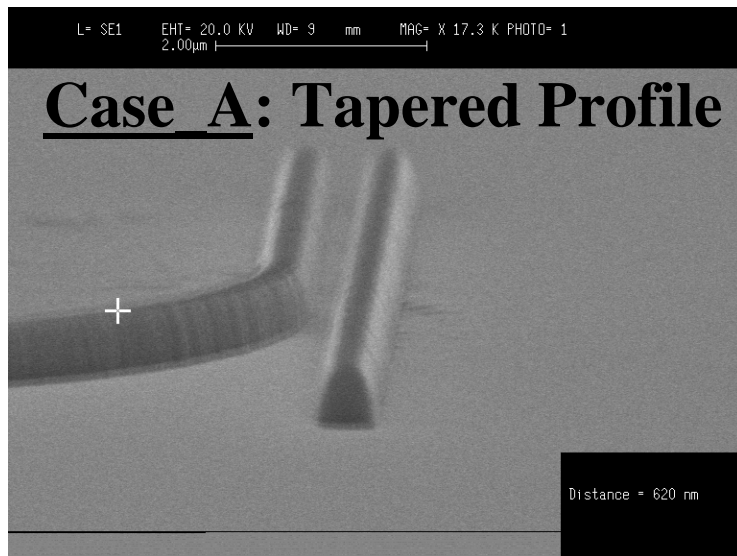 L= SE1 EHT= 20.0 KV WD= 9 mm MAG= X 17.3 K PHOTO= 1
2.00µm
Case_A: Tapered Profile
Distance = 620 nm